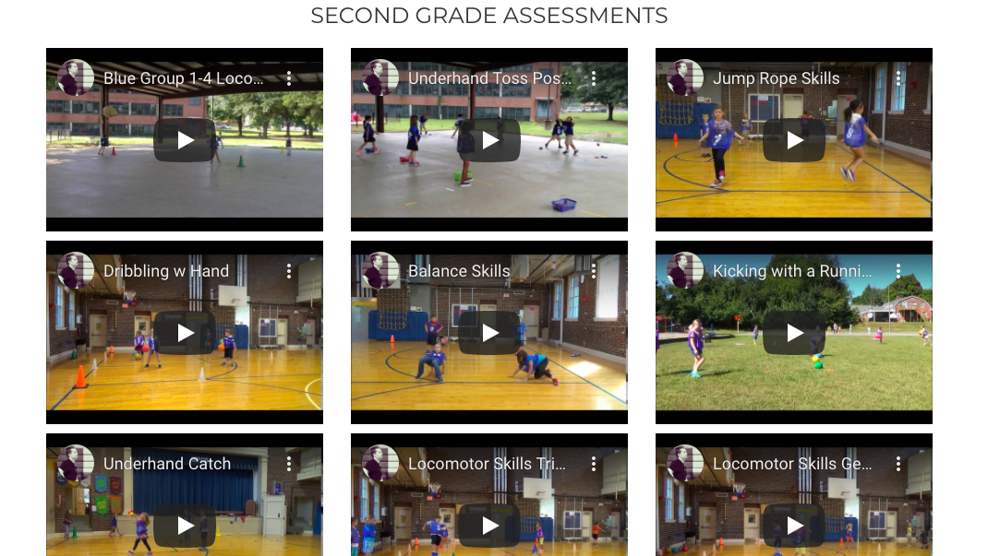 SECOND GRADE ASSESSMENTS
Blue Group 1-4 Loco...
Underhand Toss Pos...
Jump Rope Skills
Dribbling w Hand
Balance Skills
Kicking with a Runni...
Underhand Catch
Locomotor Skills Tri...
Locomotor Skills Ge...